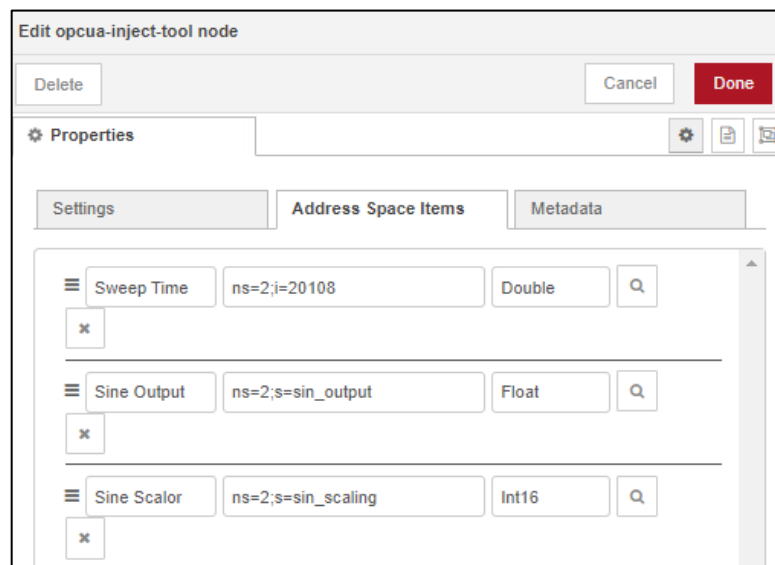 Edit opcua-inject-tool node
Delete Cancel Done
Properties
Settings Address Space Items Metadata
Sweep Time ns=2;i=20108 Double
Sine Output ns=2;s=sin_output Float
Sine Scalor ns=2;s=sin_scaling Int16